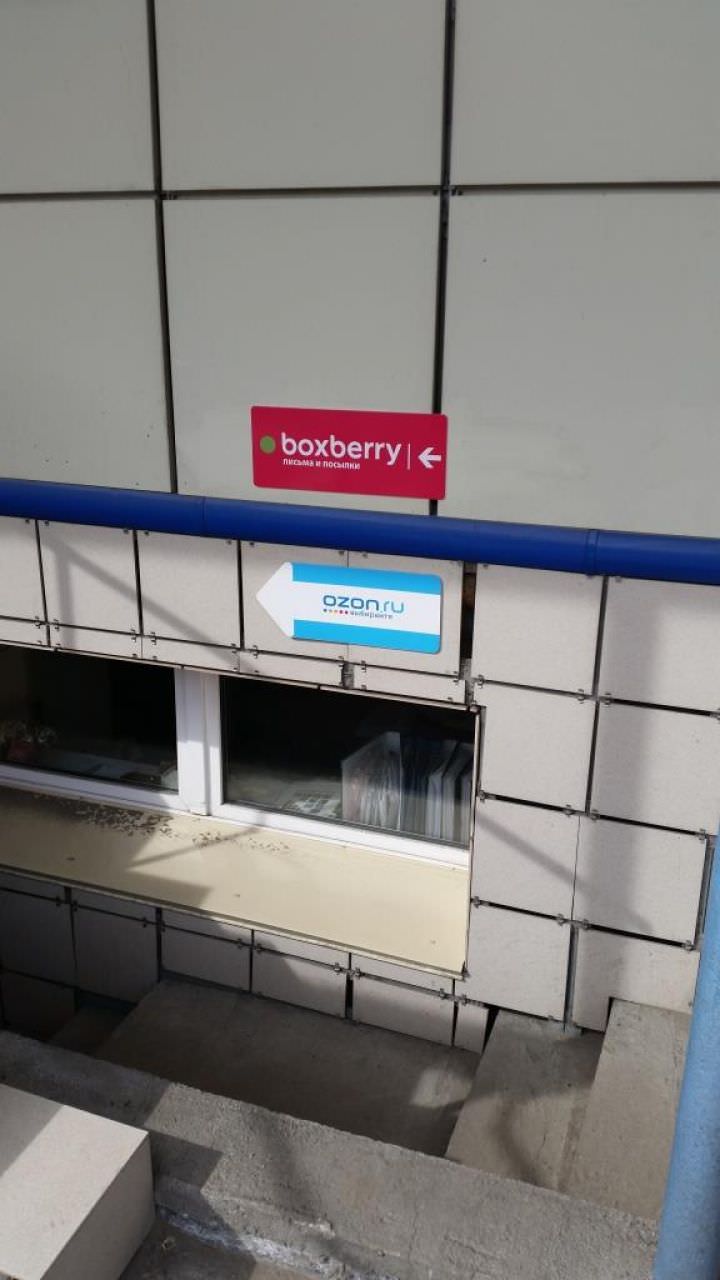 boxberry
письма и посылки
ozon.ru
выбирайте